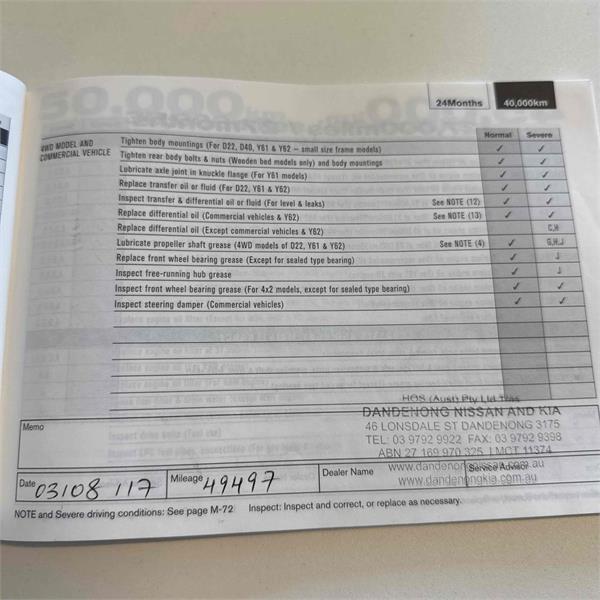 24Months 40,000km
Normal Severe
4WD MODEL AND
COMMERCIAL VEHICLE
Tighten body mountings (For D22, D40, Y61 & Y62 – small size frame models) ✓ ✓
Tighten rear body bolts & nuts (Wooden bed models only) and body mountings ✓ ✓
Lubricate axle joint in knuckle flange (For Y61 models) ✓ ✓
Replace transfer oil or fluid (For D22, Y61 & Y62) ✓ ✓
Inspect transfer & differential oil or fluid (For level & leaks) See NOTE (12) ✓ ✓
Replace differential oil (Commercial vehicles & Y62) See NOTE (13) ✓ ✓
Replace differential oil (Except commercial vehicles & Y62) C,H
Lubricate propeller shaft grease (4WD models of D22, Y61 & Y62) See NOTE (4) ✓ G,H,J
Replace front wheel bearing grease (Except for sealed type bearing) ✓ J
Inspect free-running hub grease ✓ J
Inspect front wheel bearing grease (For 4x2 models, except for sealed type bearing) ✓ ✓
Inspect steering damper (Commercial vehicles) ✓ ✓
Memo
HGS (Aust) Pty Ltd
DANDENONG NISSAN AND KIA
46 LONSDALE ST DANDENONG 3175
TEL: 03 9792 9922 FAX: 03 9792 9398
ABN 27 169 970 325 LMCT 11374
www.dandenongnissan.com.au
www.dandenongkia.com.au
Date 03/08/17 Mileage 49497 Dealer Name Service Advisor
NOTE and Severe driving conditions: See page M-72 Inspect: Inspect and correct, or replace as necessary.